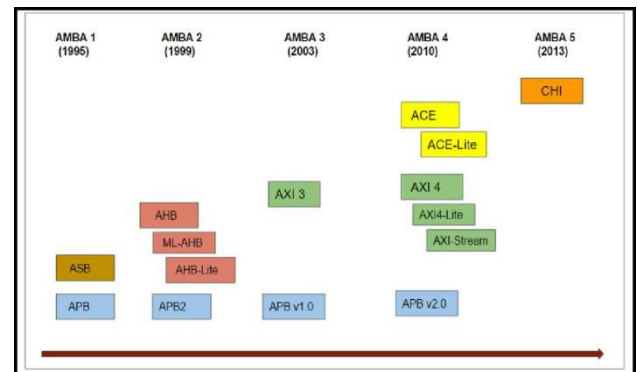 AMBA 1
(1995)
AMBA 2
(1999)
AMBA 3
(2003)
AMBA 4
(2010)
AMBA 5
(2013)
CHI
ACE
ACE-Lite
AXI 3
AXI 4
AXI4-Lite
AXI-Stream
AHB
ML-AHB
AHB-Lite
ASB
APB
APB2
APB v1.0
APB v2.0